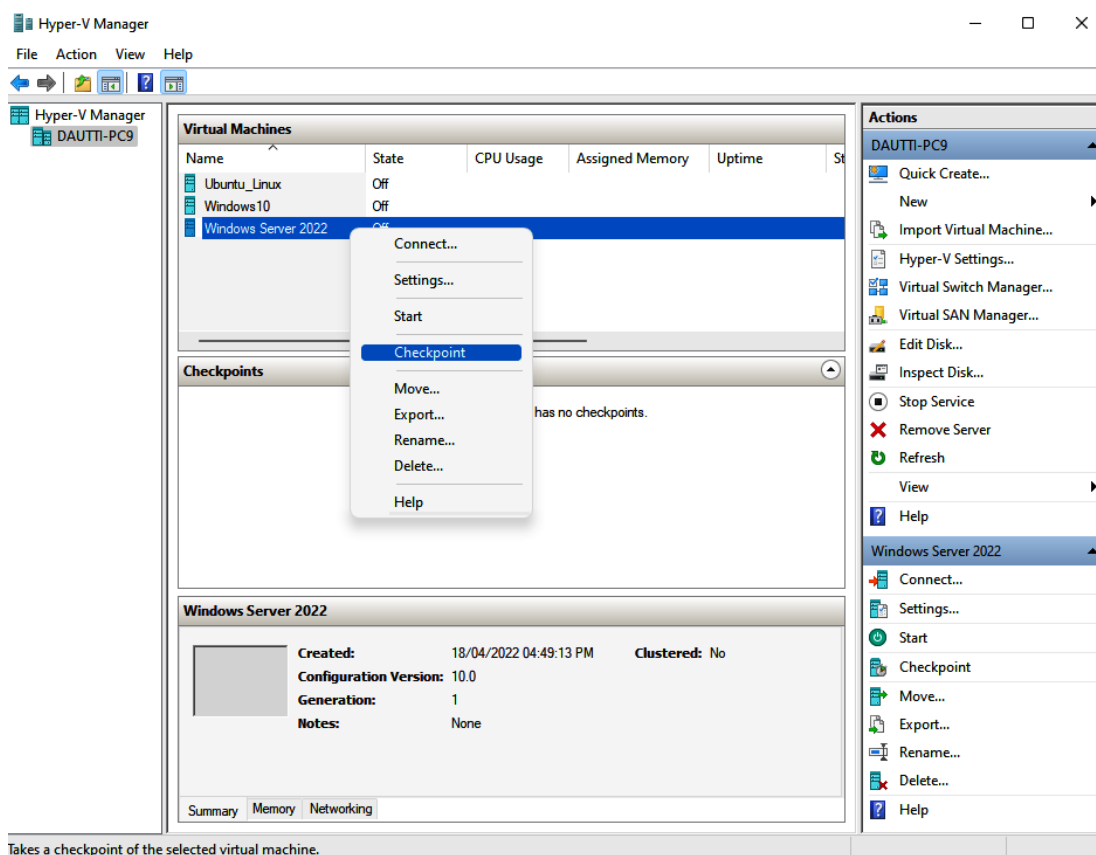 Hyper-V Manager
File Action View Help
Hyper-V Manager
DAUTTI-PC9
Virtual Machines
Name State CPU Usage Assigned Memory Uptime St
Ubuntu_Linux Off
Windows10 Off
Windows Server 2022 Off
Connect...
Settings...
Start
Checkpoint
Move...
Export...
Rename...
Delete...
Help
Checkpoints
has no checkpoints.
Windows Server 2022
Created: 18/04/2022 04:49:13 PM Clustered: No
Configuration Version: 10.0
Generation: 1
Notes: None
Summary Memory Networking
Actions
DAUTTI-PC9
Quick Create...
New
Import Virtual Machine...
Hyper-V Settings...
Virtual Switch Manager...
Virtual SAN Manager...
Edit Disk...
Inspect Disk...
Stop Service
Remove Server
Refresh
View
Help
Windows Server 2022
Connect...
Settings...
Start
Checkpoint
Move...
Export...
Rename...
Delete...
Help
Takes a checkpoint of the selected virtual machine.